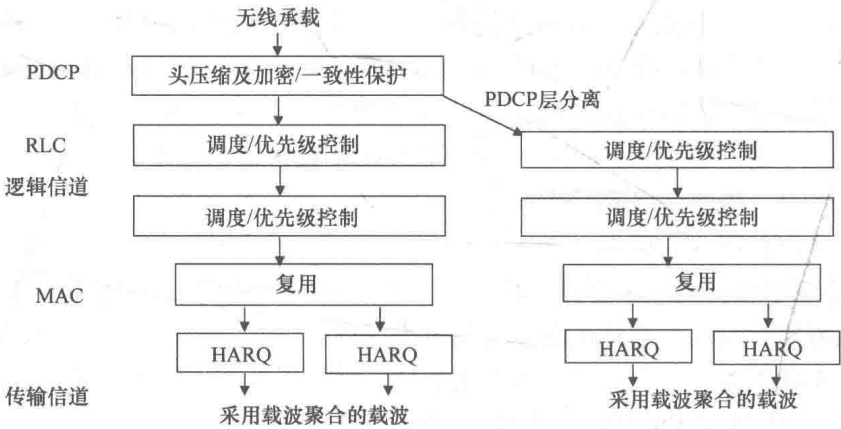 无线承载
PDCP
头压缩及加密/一致性保护
PDCP层分离
RLC
调度/优先级控制
调度/优先级控制
逻辑信道
调度/优先级控制
调度/优先级控制
MAC
复用
复用
HARQ
HARQ
HARQ
HARQ
传输信道
采用载波聚合的载波
采用载波聚合的载波